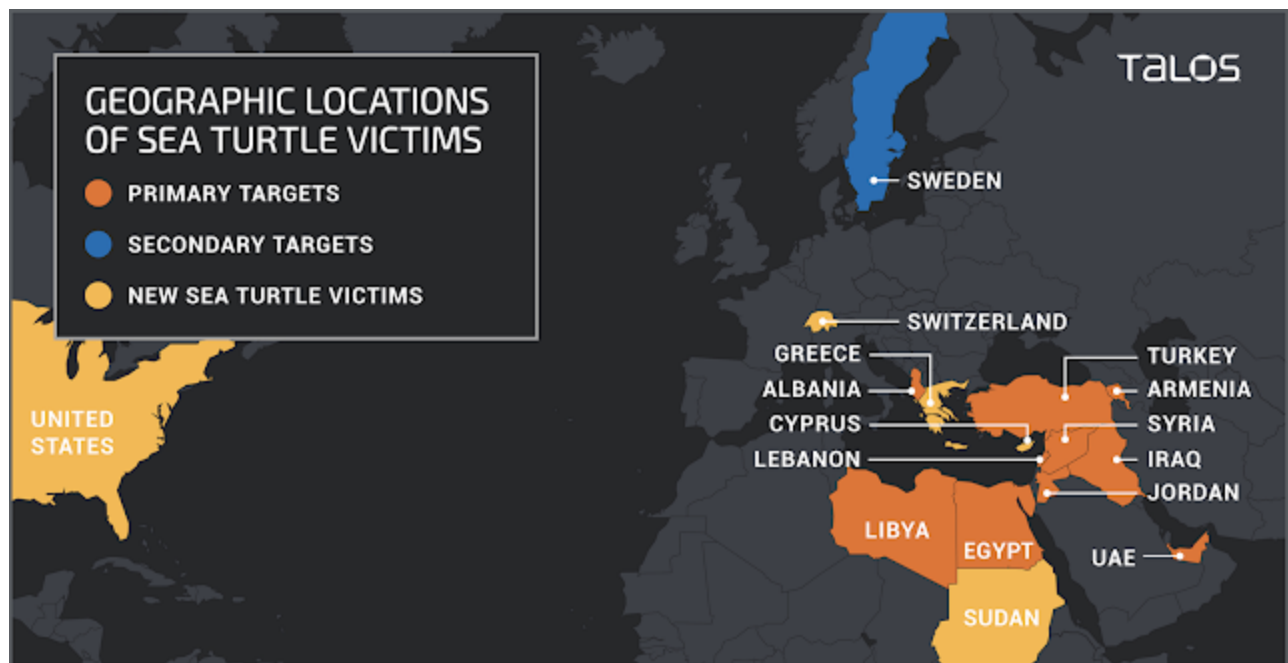 TALOS
GEOGRAPHIC LOCATIONS
OF SEA TURTLE VICTIMS
PRIMARY TARGETS
SECONDARY TARGETS
NEW SEA TURTLE VICTIMS
SWEDEN
SWITZERLAND
GREECE
TURKEY
ALBANIA
ARMENIA
CYPRUS
SYRIA
LEBANON
IRAQ
JORDAN
UNITED
STATES
LIBYA
EGYPT
UAE
SUDAN